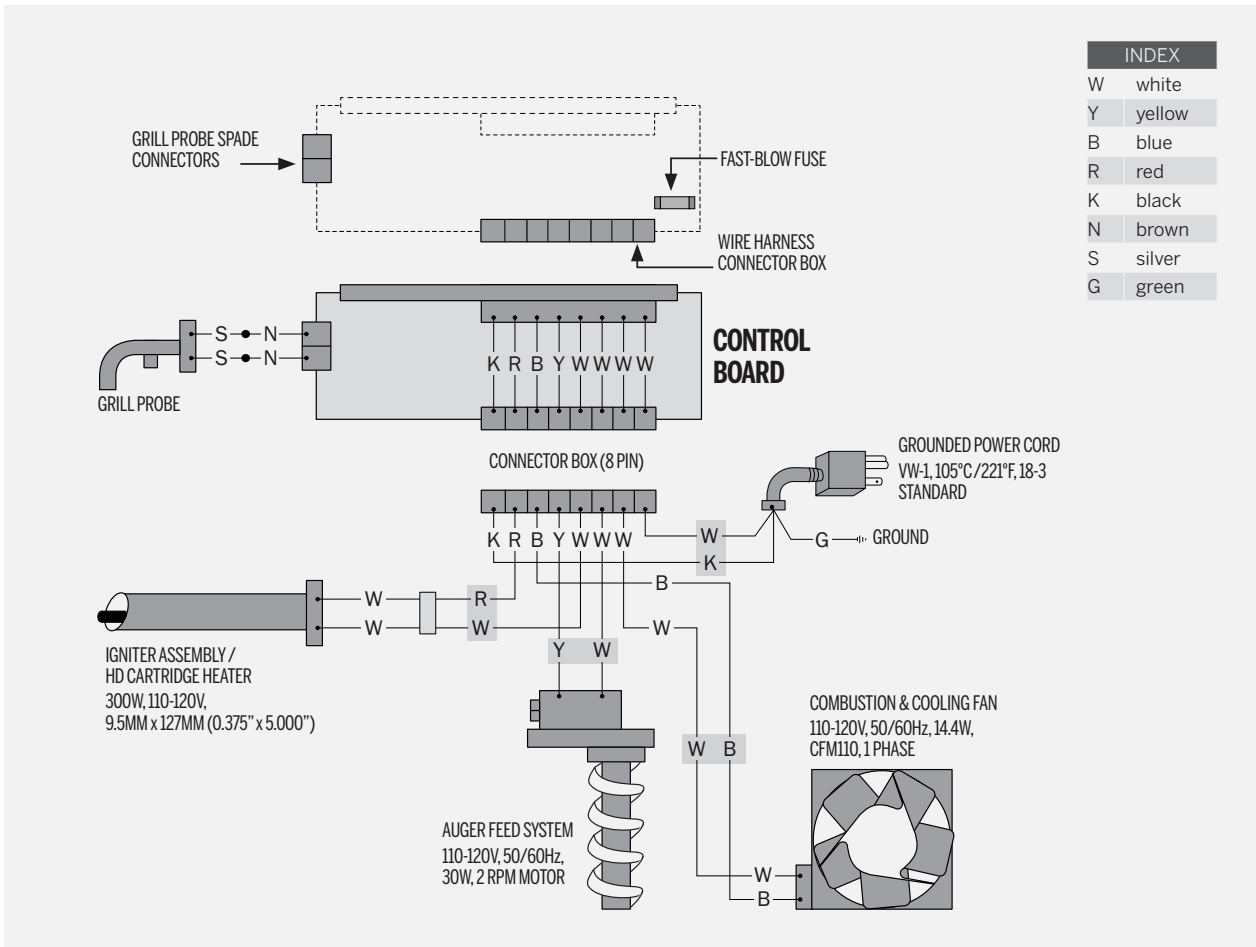 INDEX
W white
Y yellow
B blue
R red
K black
N brown
S silver
G green
GRILL PROBE SPADE
CONNECTORS
FAST-BLOW FUSE
WIRE HARNESS
CONNECTOR BOX
S N
S N
GRILL PROBE
K R B Y W W W W
CONTROL
BOARD
CONNECTOR BOX (8 PIN)
GROUNDED POWER CORD
VW-1, 105°C/221°F, 18-3
STANDARD
K R B Y W W W
W
K
G GROUND
B
W R
W W
W
Y W
IGNITER ASSEMBLY /
HD CARTRIDGE HEATER
300W, 110-120V,
9.5MM x 127MM (0.375” x 5.000”)
W B
COMBUSTION & COOLING FAN
110-120V, 50/60Hz, 14.4W,
CFM110, 1 PHASE
AUGER FEED SYSTEM
110-120V, 50/60Hz,
30W, 2 RPM MOTOR
W
B